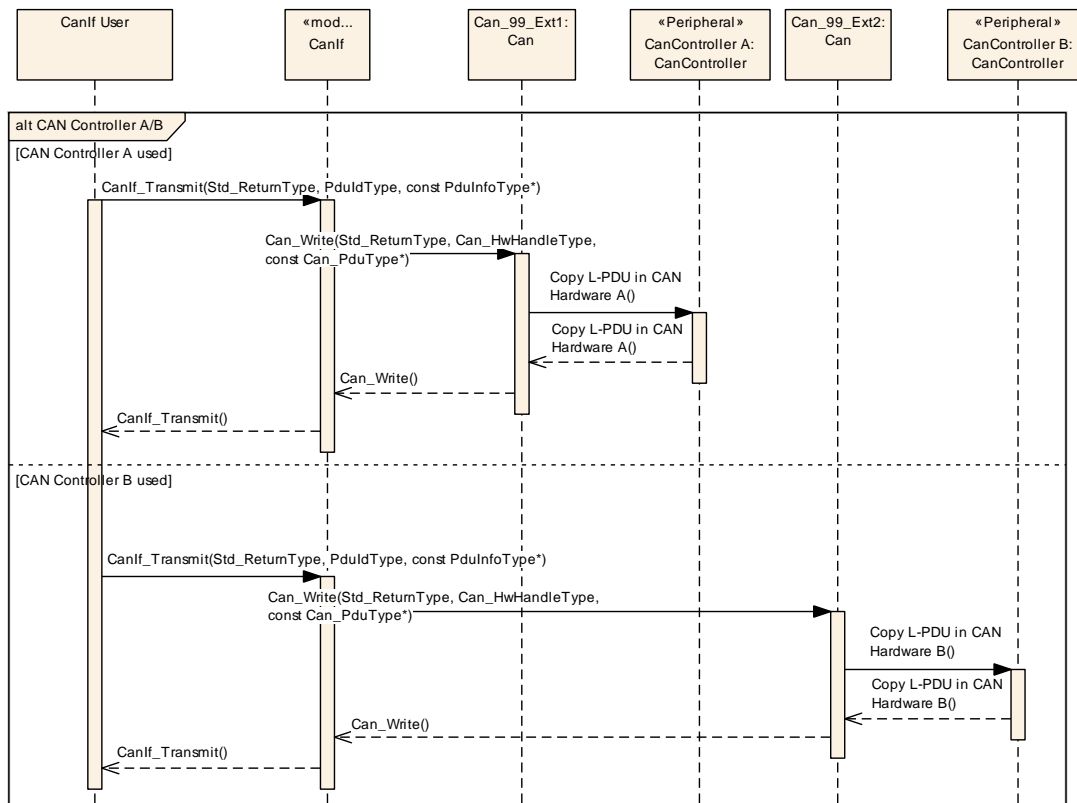 CanIf User
«mod...
CanIf
Can_99_Ext1:
Can
«Peripheral»
CanController A:
CanController
Can_99_Ext2:
Can
«Peripheral»
CanController B:
CanController
alt CAN Controller A/B
[CAN Controller A used]
CanIf_Transmit(Std_ReturnType, PduIdType, const PduInfoType*)
Can_Write(Std_ReturnType, Can_HwHandleType,
const Can_PduType*)
Copy L-PDU in CAN
Hardware A()
Copy L-PDU in CAN
Hardware A()
Can_Write()
CanIf_Transmit()
[CAN Controller B used]
CanIf_Transmit(Std_ReturnType, PduIdType, const PduInfoType*)
Can_Write(Std_ReturnType, Can_HwHandleType,
const Can_PduType*)
Copy L-PDU in CAN
Hardware B()
Copy L-PDU in CAN
Hardware B()
Can_Write()
CanIf_Transmit()